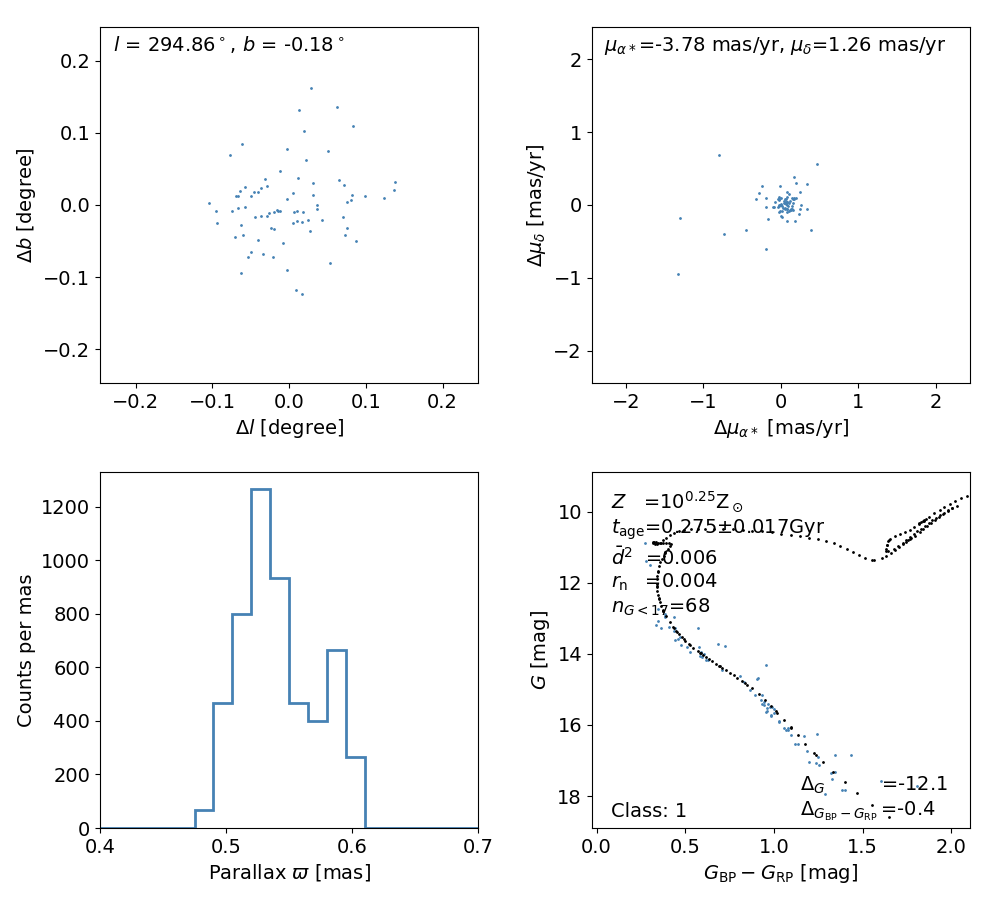 l = 294.86°, b = -0.18°
0.2
0.1
0.0
−0.1
−0.2
Δb [degree]
−0.2 −0.1 0.0 0.1 0.2
Δl [degree]
μα*=-3.78 mas/yr, μδ=1.26 mas/yr
2
1
0
−1
−2
Δμδ [mas/yr]
−2 −1 0 1 2
Δμα* [mas/yr]
1200
1000
800
600
400
200
0
Counts per mas
0.4 0.5 0.6 0.7
Parallax ϖ [mas]
Z =10^0.25 Z⊙
t_age=0.275±0.017Gyr
d̄² =0.006
r_n =0.004
n_G<17=68
10
12
14
16
18
G [mag]
Δ_G =-12.1
Class: 1
Δ_G_BP−G_RP =-0.4
0.0 0.5 1.0 1.5 2.0
G_BP − G_RP [mag]